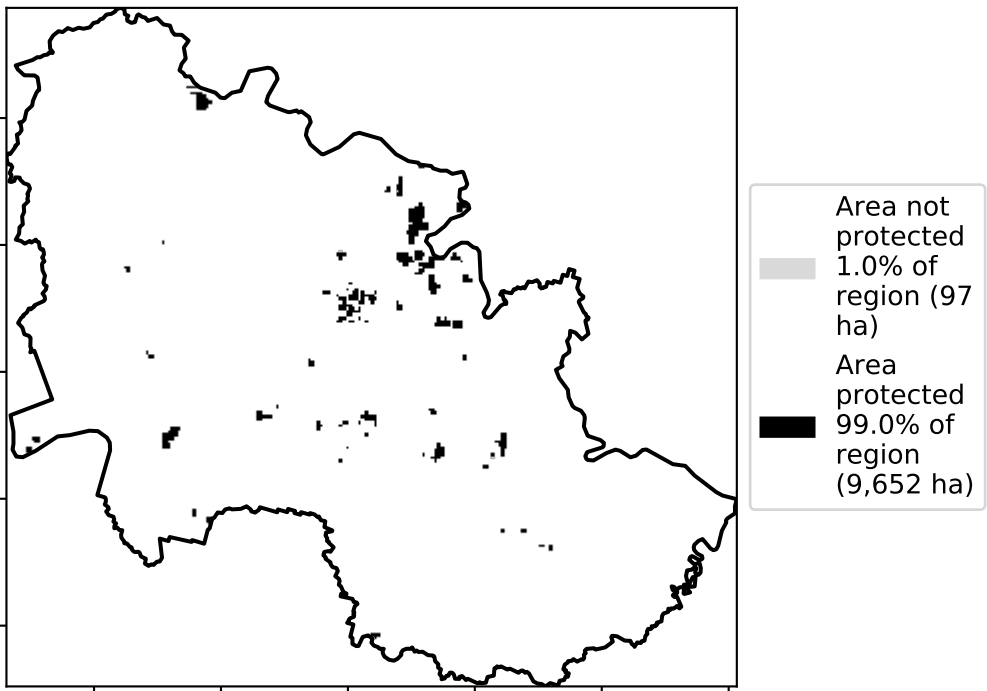 Area not
protected
1.0% of
region (97
ha)
Area
protected
99.0% of
region
(9,652 ha)